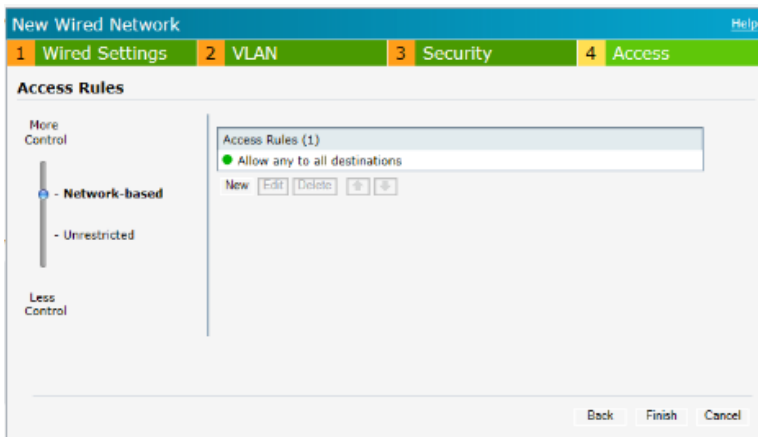 New Wired Network
Help
1 Wired Settings 2 VLAN 3 Security 4 Access
Access Rules
More
Control
- Network-based
- Unrestricted
Less
Control
Access Rules (1)
Allow any to all destinations
New Edit Delete
Back Finish Cancel